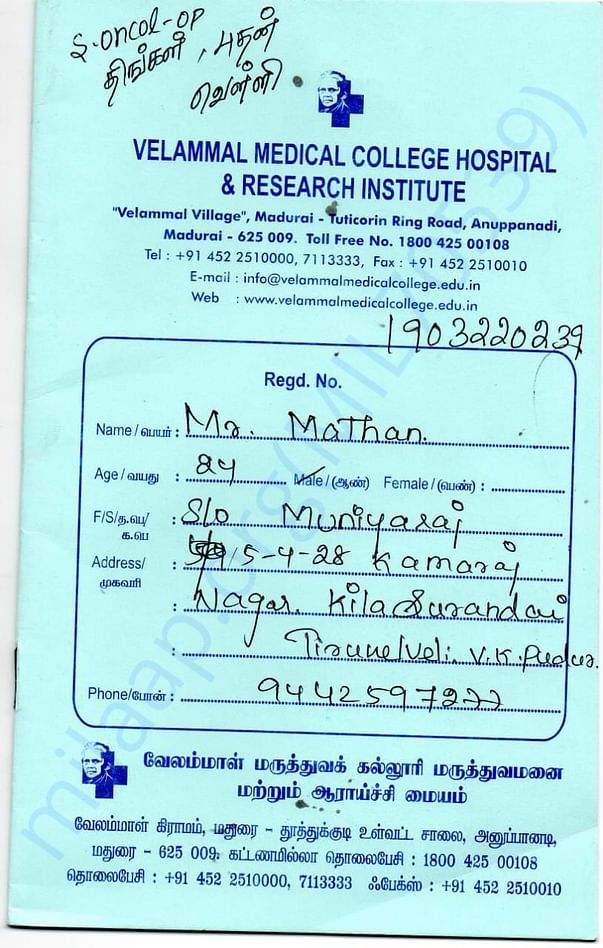 S. oncol-op
திங்கள், புதன்
வெள்ளி
VELAMMAL MEDICAL COLLEGE HOSPITAL
& RESEARCH INSTITUTE
"Velammal Village", Madurai - Tuticorin Ring Road, Anuppanadi,
Madurai - 625 009. Toll Free No. 1800 425 00108
Tel : +91 452 2510000, 7113333, Fax : +91 452 2510010
E-mail : info@velammalmedicalcollege.edu.in
Web : www.velammalmedicalcollege.edu.in
1903220239
Regd. No.
Name / பெயர் : Mr. Mathan.
Age / வயது : 24 Male / (ஆண்) Female / (பெண்) :
F/S/த.பெ/ : S/o Muniyaraj
க.பெ
Address/ 5-4-28 Kamaraj
முகவரி
: Nagar. Kila Surandai
: Tirunelveli. V.K. Pudur.
Phone/போன் : 9442597277
வேலம்மாள் மருத்துவக் கல்லூரி மருத்துவமனை
மற்றும் ஆராய்ச்சி மையம்
வேலம்மாள் கிராமம், மதுரை - தூத்துக்குடி உள்வட்ட சாலை, அனுப்பானடி,
மதுரை - 625 009. கட்டணமில்லா தொலைபேசி : 1800 425 00108
தொலைபேசி : +91 452 2510000, 7113333 ஃபேக்ஸ் : +91 452 2510010